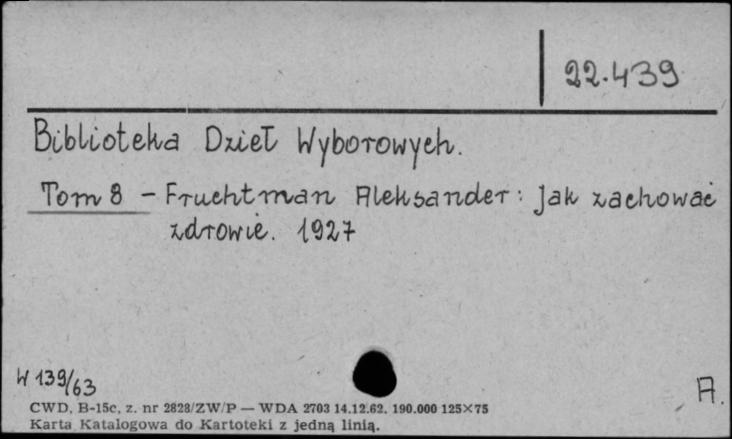 22.439
Biblioteka Dzieł Wyborowych.
Tom 8 - Fruchtman Aleksander: Jak zachować
zdrowie. 1927
W 139/63
A.
CWD, B-15c, z. nr 2828/ZW/P — WDA 2703 14.12.62. 190.000 125×75
Karta Katalogowa do Kartoteki z jedną linią.